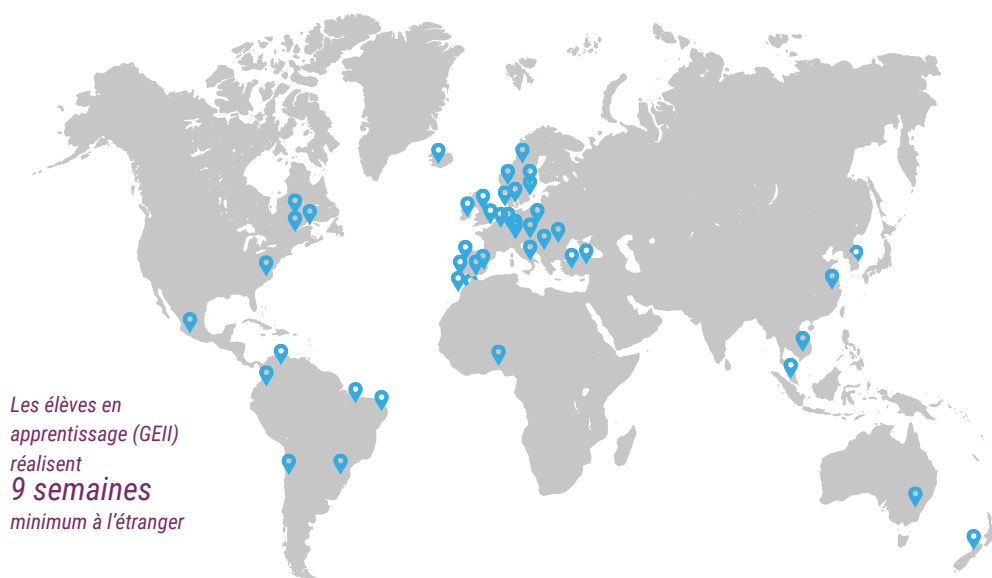 Les élèves en
apprentissage (GEII)
réalisent
9 semaines
minimum à l’étranger